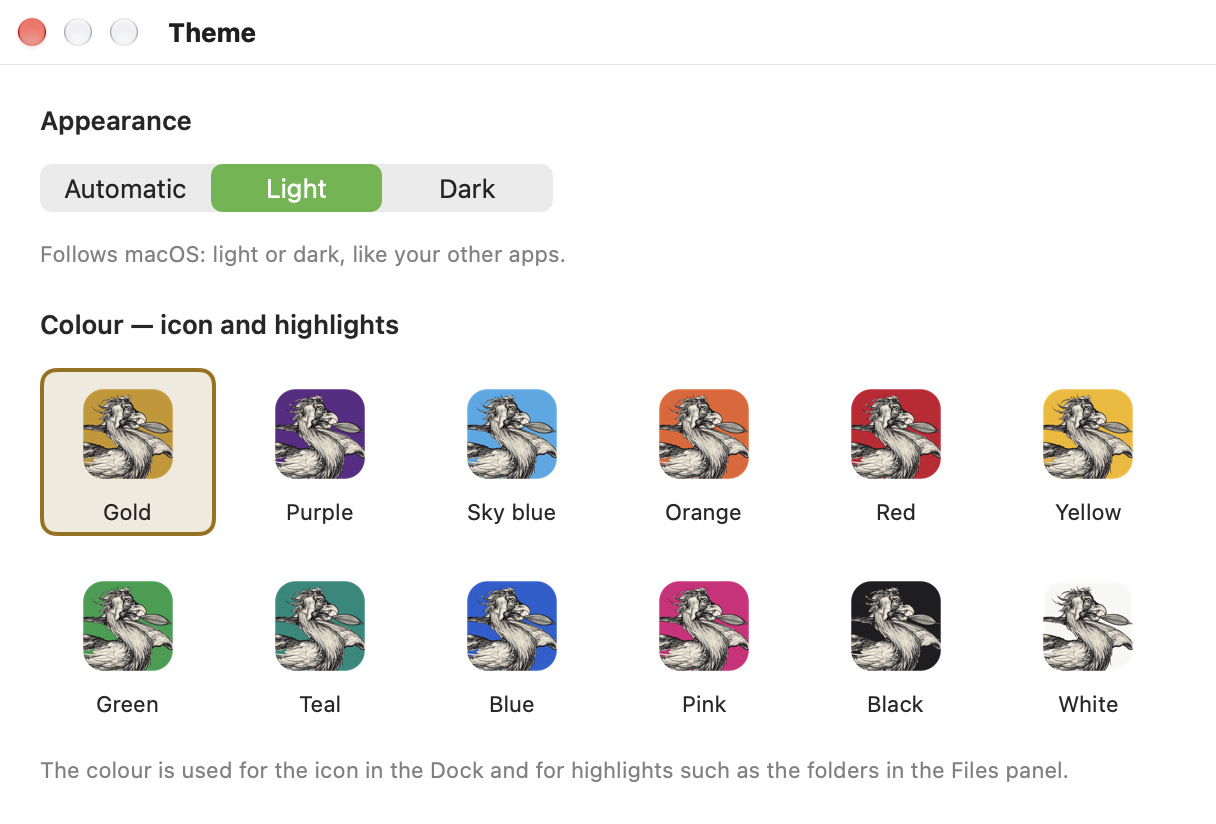 Theme
Appearance
Automatic Light Dark
Follows macOS: light or dark, like your other apps.
Colour — icon and highlights
Gold Purple Sky blue Orange Red Yellow
Green Teal Blue Pink Black White
The colour is used for the icon in the Dock and for highlights such as the folders in the Files panel.